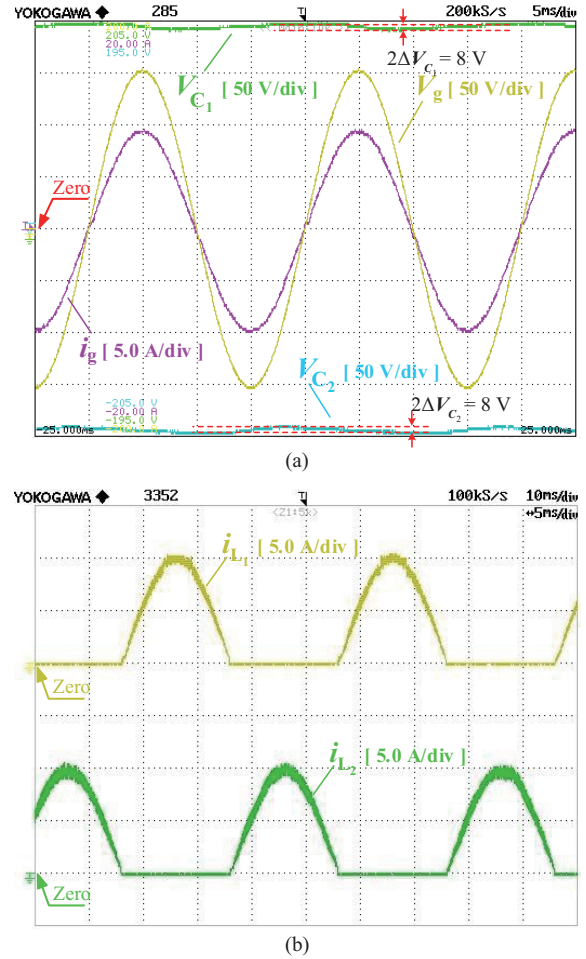 YOKOGAWA ◆ 285 200kS/s 5ms/div
205.0 V
20.00 A
195.0 V
2ΔV_C1 = 8 V
V_C1 [ 50 V/div ]
V_g [ 50 V/div ]
Zero
i_g [ 5.0 A/div ]
V_C2 [ 50 V/div ]
-205.0 V
-20.00 A
-195.0 V
2ΔV_C2 = 8 V
-25.000ms 25.000ms
(a)
YOKOGAWA ◆ 3352 100kS/s 10ms/div
<Z1:5x> ↔5ms/div
i_L1 [ 5.0 A/div ]
Zero
i_L2 [ 5.0 A/div ]
Zero
(b)